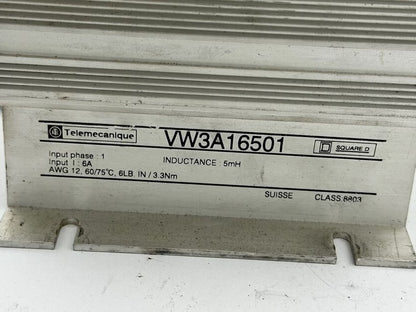 Telemecanique VW3A16501 SQUARE D
Input phase : 1 INDUCTANCE : 5mH
Input I : 6A
AWG 12, 60/75°C, 6LB. IN / 3.3Nm
SUISSE CLASS 8803